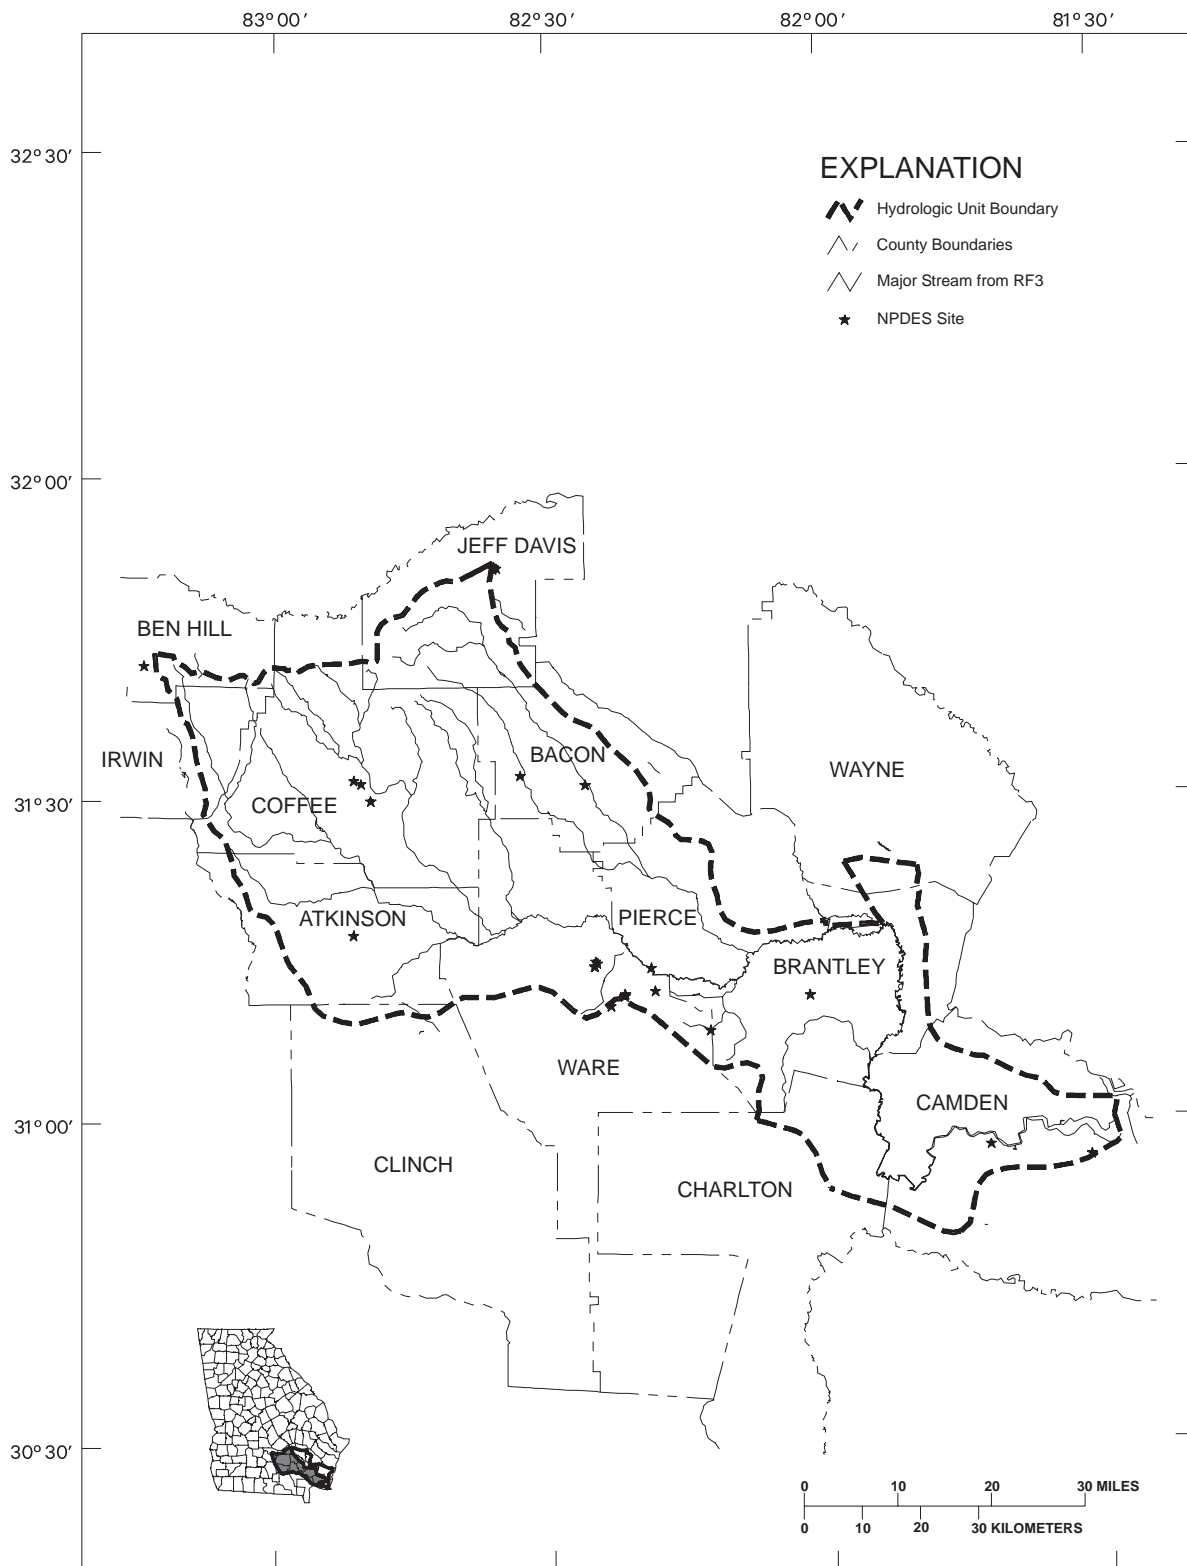 83°00′ 82°30′ 82°00′ 81°30′
32°30′
EXPLANATION
Hydrologic Unit Boundary
County Boundaries
Major Stream from RF3
NPDES Site
32°00′
JEFF DAVIS
BEN HILL
IRWIN
BACON
WAYNE
31°30′
COFFEE
ATKINSON
PIERCE
BRANTLEY
WARE
CAMDEN
31°00′
CLINCH
CHARLTON
30°30′
0 10 20 30 MILES
0 10 20 30 KILOMETERS